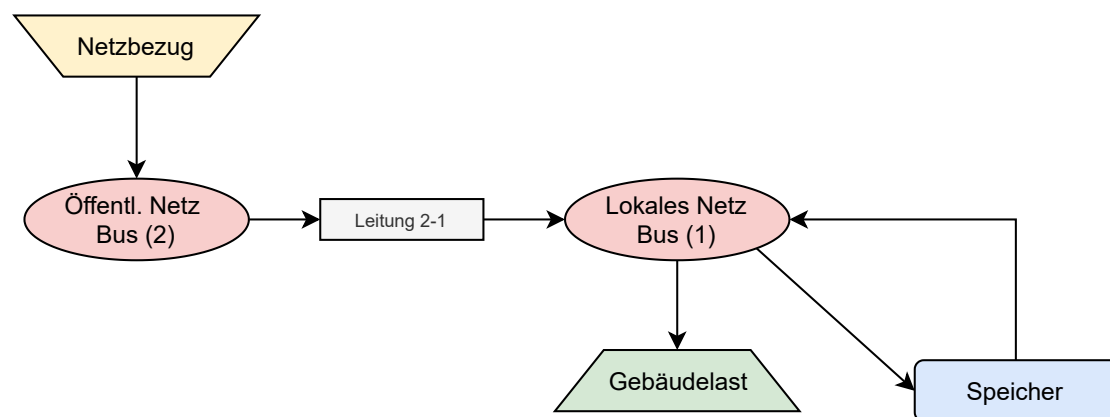 Netzbezug
Öffentl. Netz
Bus (2)
Leitung 2-1
Lokales Netz
Bus (1)
Gebäudelast
Speicher